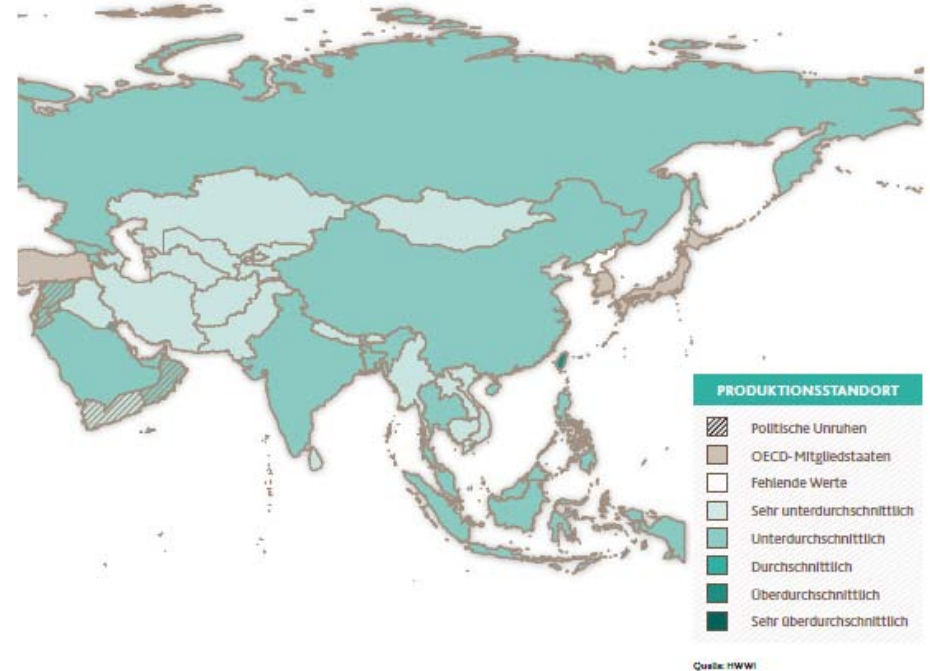 PRODUKTIONSSTANDORT
Politische Unruhen
OECD-Mitgliedstaaten
Fehlende Werte
Sehr unterdurchschnittlich
Unterdurchschnittlich
Durchschnittlich
Überdurchschnittlich
Sehr überdurchschnittlich
Quelle: HWWI